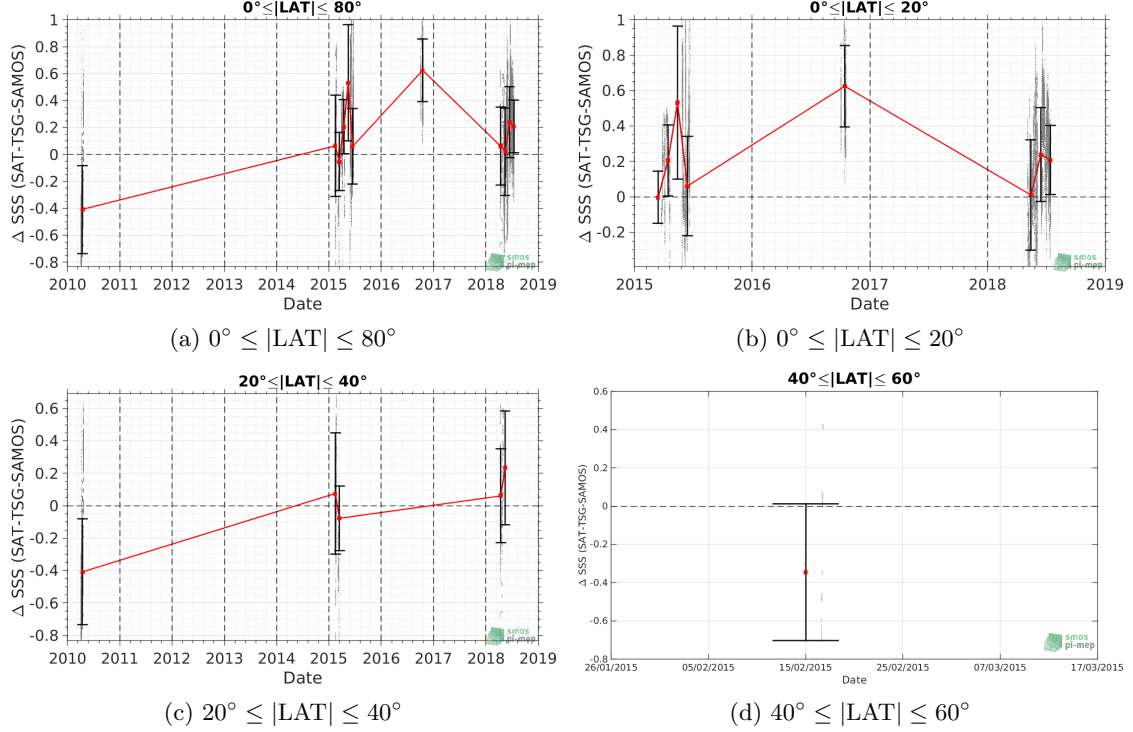 0°≤|LAT|≤ 80°
1
0.8
0.6
0.4
0.2
0
-0.2
-0.4
-0.6
-0.8
Δ SSS (SAT-TSG-SAMOS)
2010 2011 2012 2013 2014 2015 2016 2017 2018 2019
Date
smos
pi-mep
(a) 0° ≤ |LAT| ≤ 80°
0°≤|LAT|≤ 20°
1
0.8
0.6
0.4
0.2
0
-0.2
Δ SSS (SAT-TSG-SAMOS)
2015 2016 2017 2018 2019
Date
smos
pi-mep
(b) 0° ≤ |LAT| ≤ 20°
20°≤|LAT|≤ 40°
0.6
0.4
0.2
0
-0.2
-0.4
-0.6
-0.8
Δ SSS (SAT-TSG-SAMOS)
2010 2011 2012 2013 2014 2015 2016 2017 2018 2019
Date
smos
pi-mep
(c) 20° ≤ |LAT| ≤ 40°
40°≤|LAT|≤ 60°
0.6
0.4
0.2
0
-0.2
-0.4
-0.6
-0.8
Δ SSS (SAT-TSG-SAMOS)
26/01/2015 05/02/2015 15/02/2015 25/02/2015 07/03/2015 17/03/2015
Date
smos
pi-mep
(d) 40° ≤ |LAT| ≤ 60°